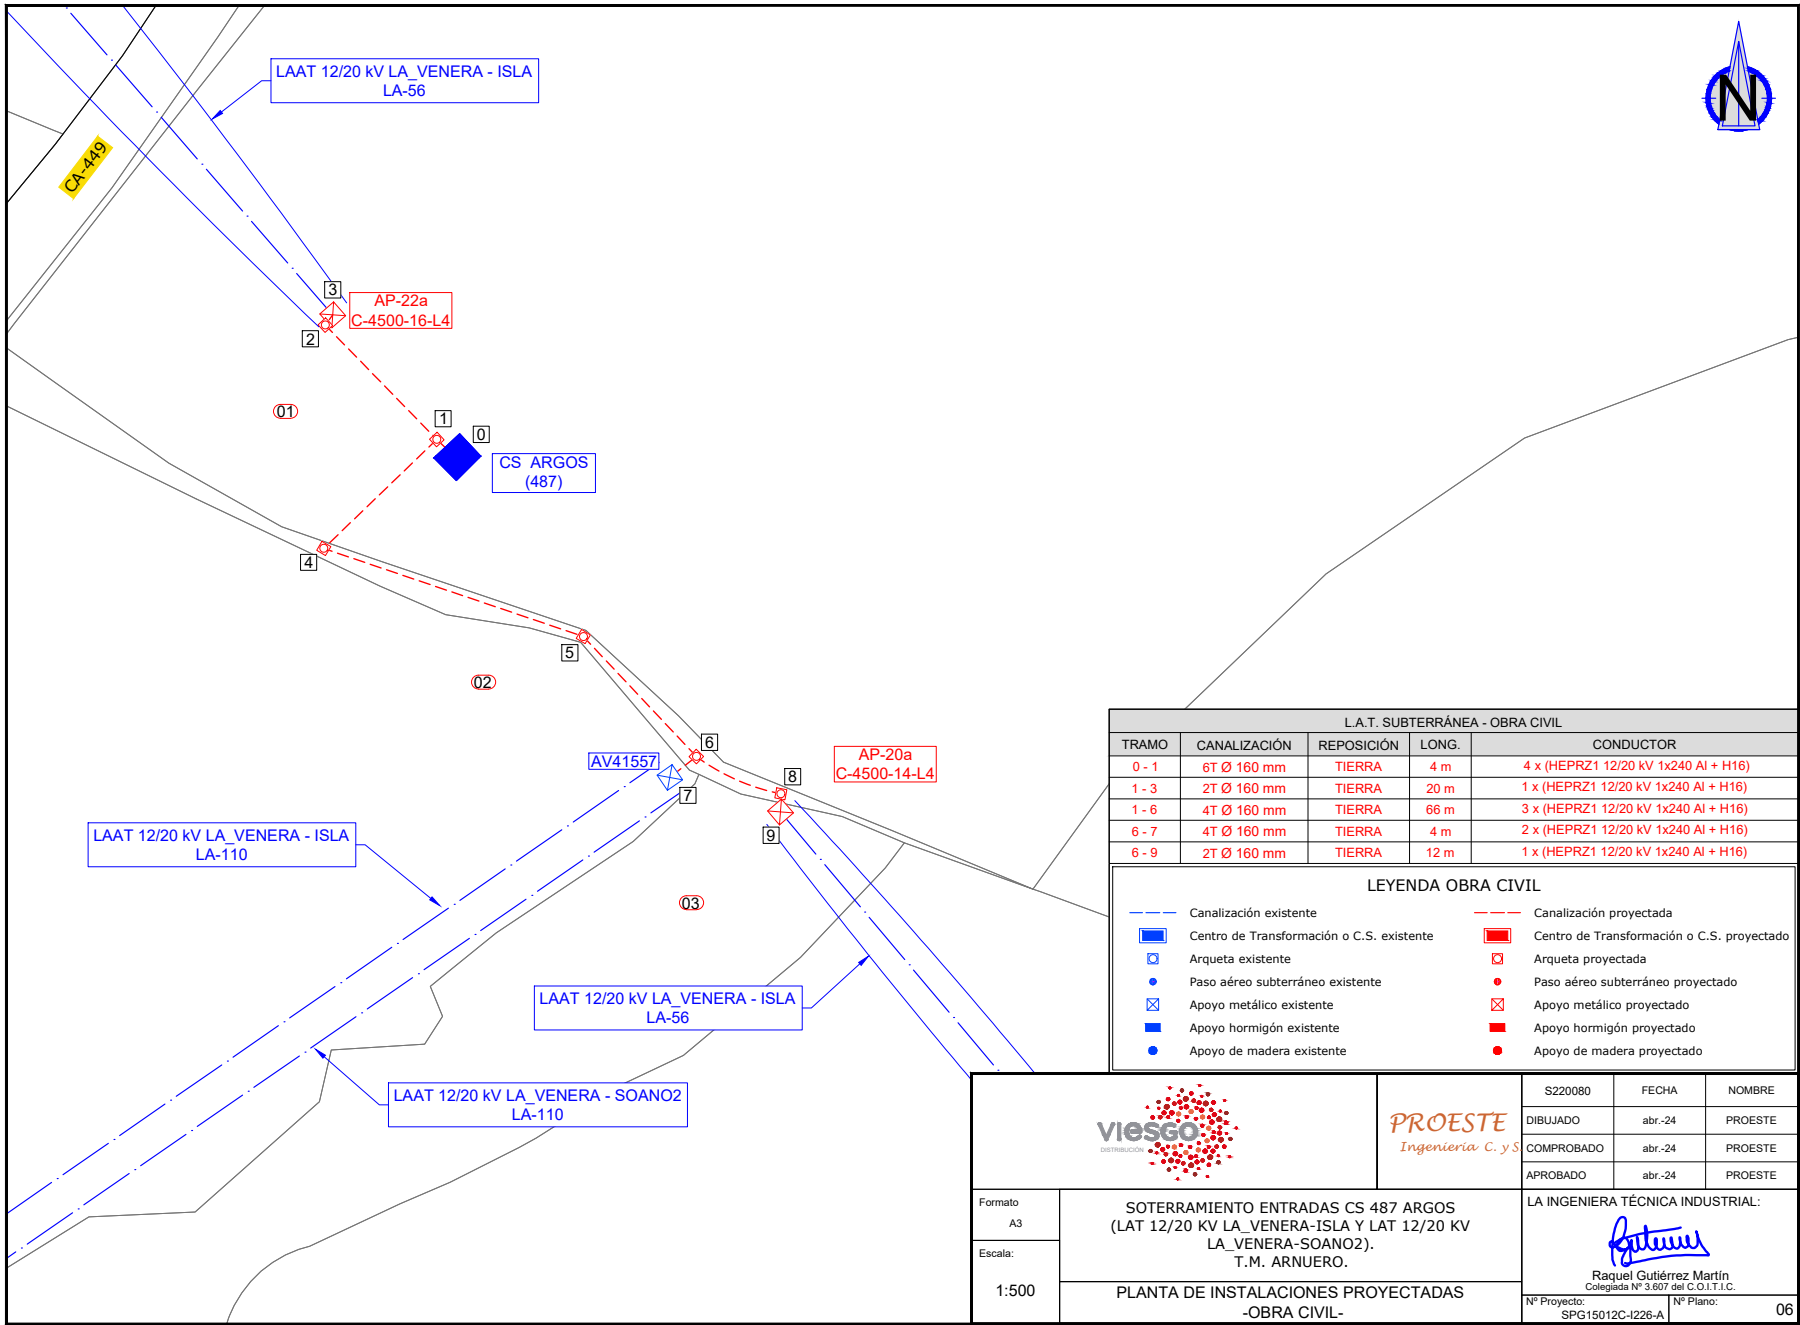 LAAT 12/20 kV LA_VENERA - ISLA
LA-56
N
CA-449
3
AP-22a
C-4500-16-L4
2
01
1
0
CS ARGOS
(487)
4
5
02
6
AV41557
7
8
AP-20a
C-4500-14-L4
9
LAAT 12/20 kV LA_VENERA - ISLA
LA-110
03
LAAT 12/20 kV LA_VENERA - ISLA
LA-56
LAAT 12/20 kV LA_VENERA - SOANO2
LA-110
L.A.T. SUBTERRÁNEA - OBRA CIVIL
TRAMO CANALIZACIÓN REPOSICIÓN LONG. CONDUCTOR
0 - 1 6T Ø 160 mm TIERRA 4 m 4 x (HEPRZ1 12/20 kV 1x240 Al + H16)
1 - 3 2T Ø 160 mm TIERRA 20 m 1 x (HEPRZ1 12/20 kV 1x240 Al + H16)
1 - 6 4T Ø 160 mm TIERRA 66 m 3 x (HEPRZ1 12/20 kV 1x240 Al + H16)
6 - 7 4T Ø 160 mm TIERRA 4 m 2 x (HEPRZ1 12/20 kV 1x240 Al + H16)
6 - 9 2T Ø 160 mm TIERRA 12 m 1 x (HEPRZ1 12/20 kV 1x240 Al + H16)
LEYENDA OBRA CIVIL
Canalización existente Canalización proyectada
Centro de Transformación o C.S. existente Centro de Transformación o C.S. proyectado
Arqueta existente Arqueta proyectada
Paso aéreo subterráneo existente Paso aéreo subterráneo proyectado
Apoyo metálico existente Apoyo metálico proyectado
Apoyo hormigón existente Apoyo hormigón proyectado
Apoyo de madera existente Apoyo de madera proyectado
viesgo
DISTRIBUCIÓN
PROESTE
Ingeniería C. y S.
S220080 FECHA NOMBRE
DIBUJADO abr.-24 PROESTE
COMPROBADO abr.-24 PROESTE
APROBADO abr.-24 PROESTE
Formato
A3
Escala:
1:500
SOTERRAMIENTO ENTRADAS CS 487 ARGOS
(LAT 12/20 KV LA_VENERA-ISLA Y LAT 12/20 KV
LA_VENERA-SOANO2).
T.M. ARNUERO.
PLANTA DE INSTALACIONES PROYECTADAS
-OBRA CIVIL-
LA INGENIERA TÉCNICA INDUSTRIAL:
Raquel Gutiérrez Martín
Colegiada Nº 3.607 del C.O.I.T.I.C.
Nº Proyecto:
SPG15012C-I226-A
Nº Plano:
06